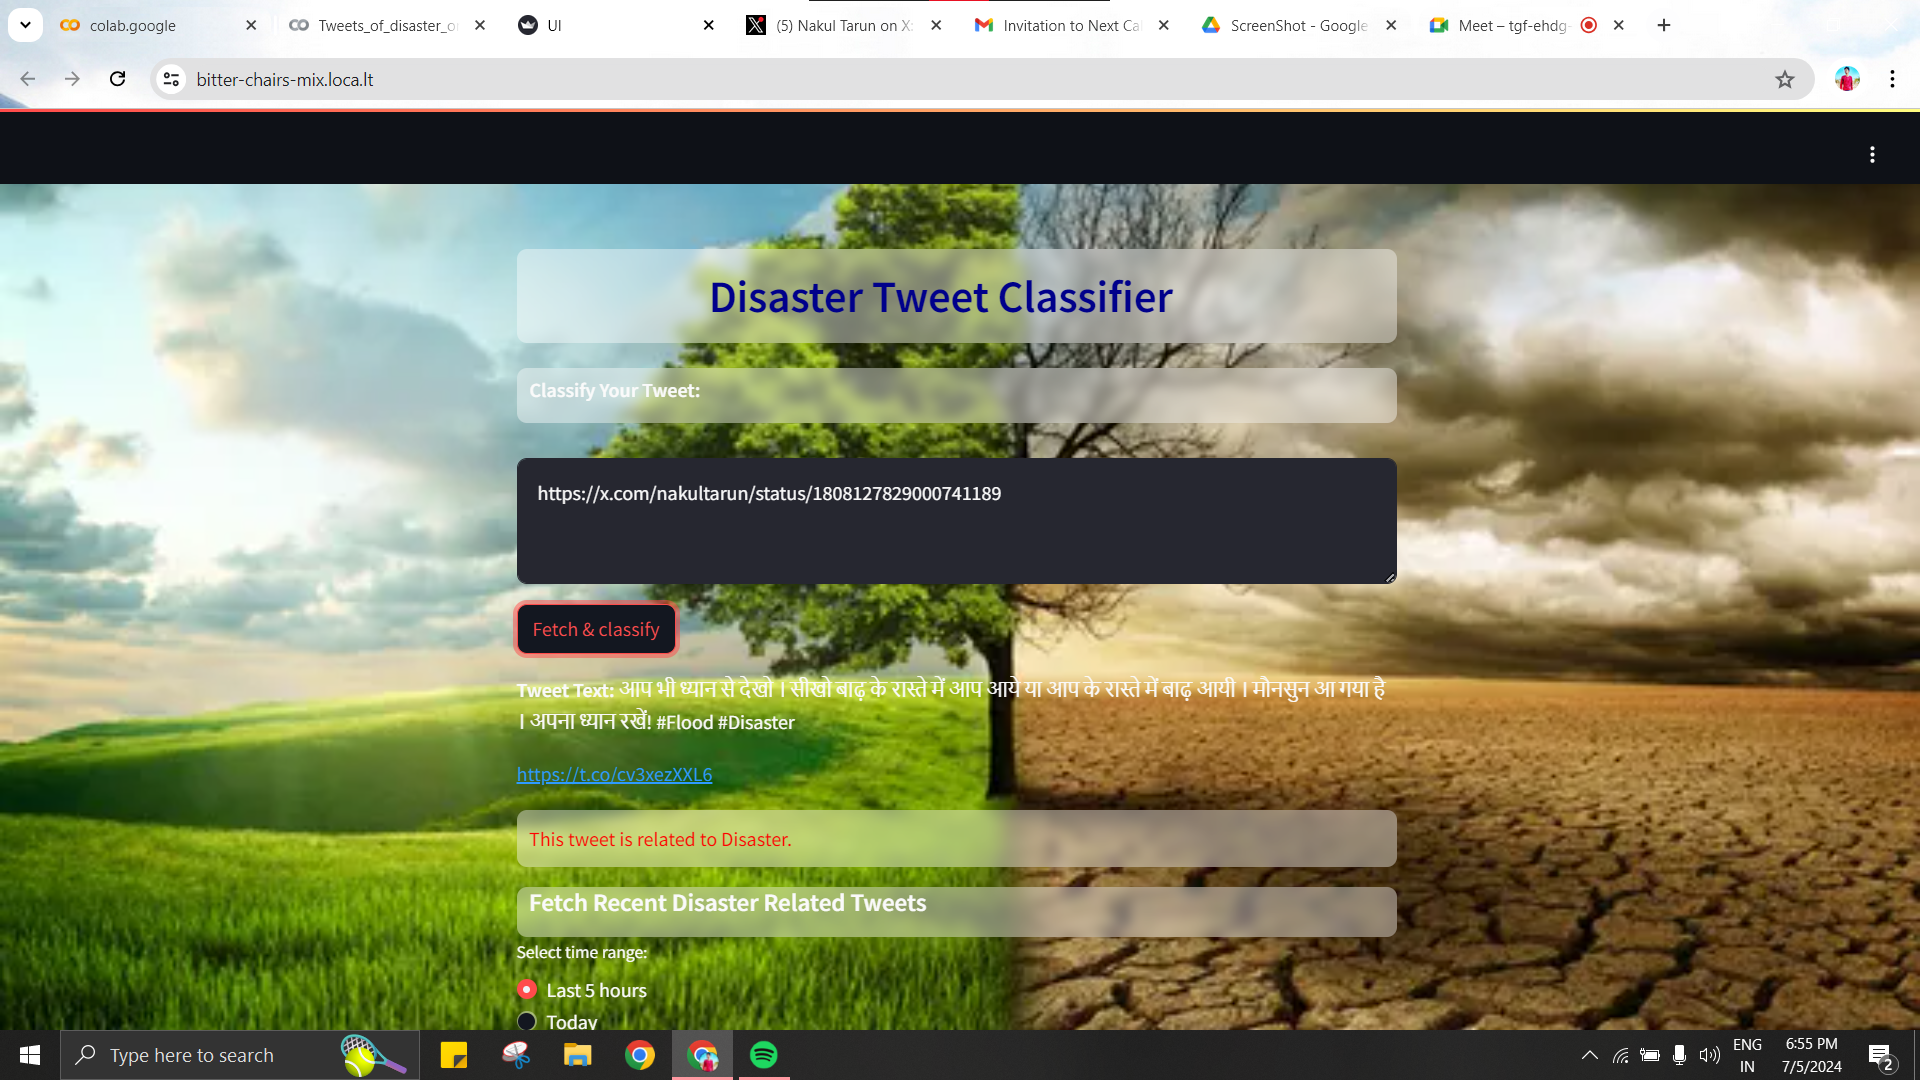 colab.google
Tweets_of_disaster_o
UI
(5) Nakul Tarun on X:
Invitation to Next Ca
ScreenShot - Google
Meet – tgf-ehdg-
bitter-chairs-mix.loca.lt
Disaster Tweet Classifier
Classify Your Tweet:
https://x.com/nakultarun/status/1808127829000741189
Fetch & classify
Tweet Text: आप भी ध्यान से देखो । सीखो बाढ़ के रास्ते में आप आये या आप के रास्ते में बाढ़ आयी । मौनसुन आ गया है
। अपना ध्यान रखें! #Flood #Disaster
https://t.co/cv3xezXXL6
This tweet is related to Disaster.
Fetch Recent Disaster Related Tweets
Select time range:
Last 5 hours
Today
Type here to search
ENG
IN
6:55 PM
7/5/2024
2